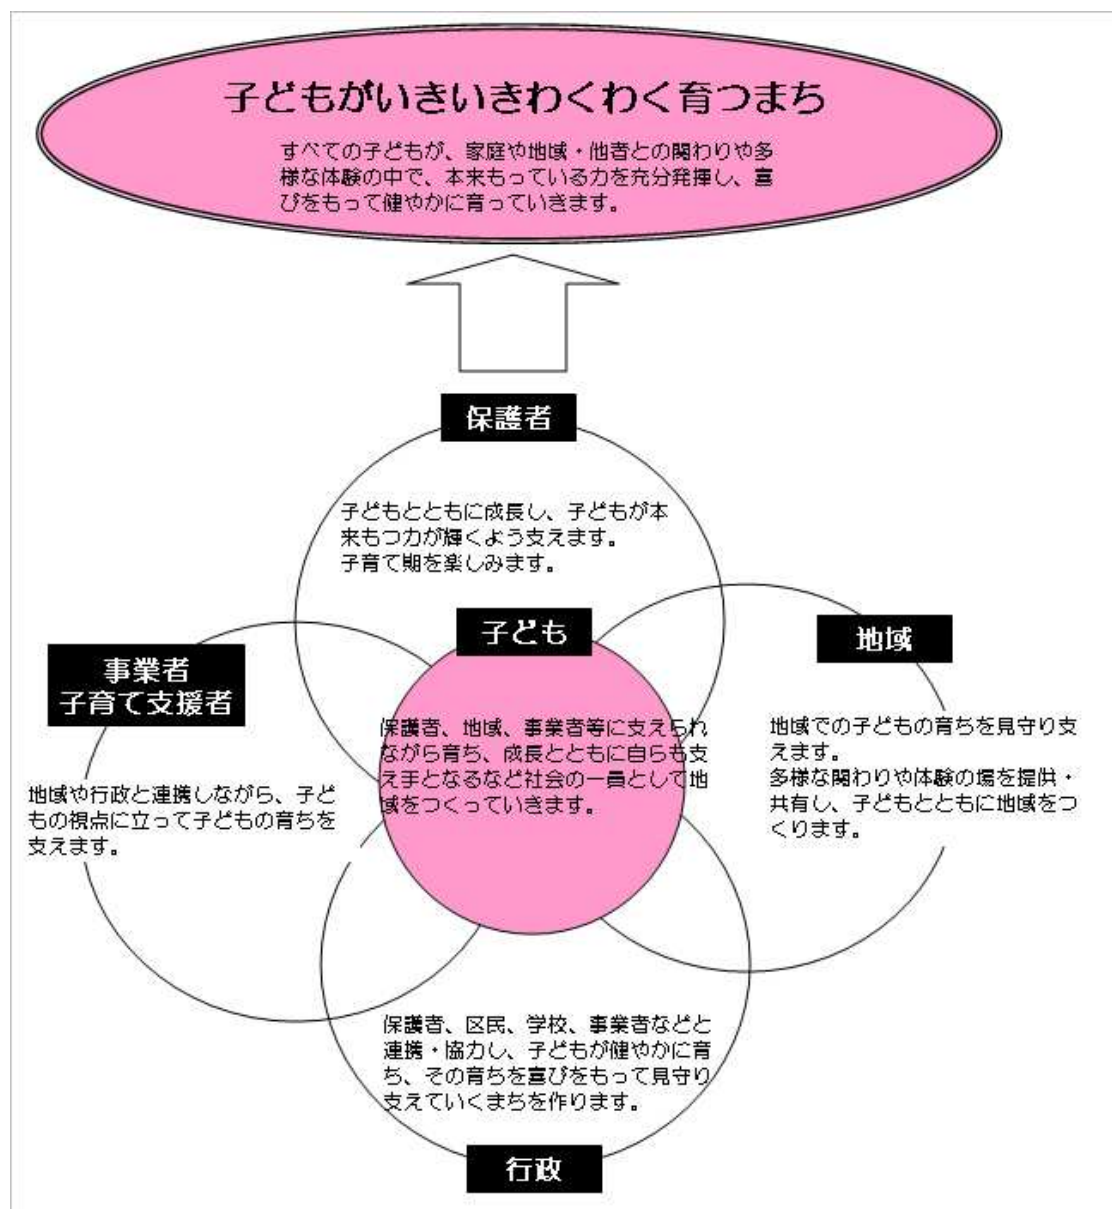 子どもがいきいきわくわく育つまち
すべての子どもが、家庭や地域・他者との関わりや多
様な体験の中で、本来もっている力を充分発揮し、喜
びをもって健やかに育っていきます。
保護者
子どもとともに成長し、子どもが本
来もつ力が輝くよう支えます。
子育て期を楽しみます。
子ども
保護者、地域、事業者等に支えられ
ながら育ち、成長とともに自らも支
え手となるなど社会の一員として地
域をつくっていきます。
事業者
子育て支援者
地域や行政と連携しながら、子ど
もの視点に立って子どもの育ちを
支えます。
地域
地域での子どもの育ちを見守り支
えます。
多様な関わりや体験の場を提供・
共有し、子どもとともに地域をつ
くります。
保護者、区民、学校、事業者などと
連携・協力し、子どもが健やかに育
ち、その育ちを喜びをもって見守り
支えていくまちを作ります。
行政